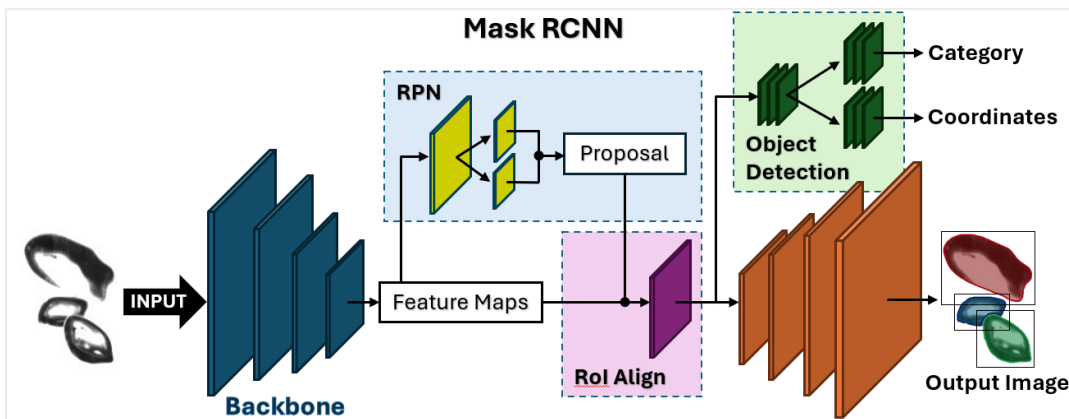 Mask RCNN
RPN
Proposal
Category
Coordinates
Object
Detection
INPUT
Feature Maps
RoI Align
Backbone
Output Image